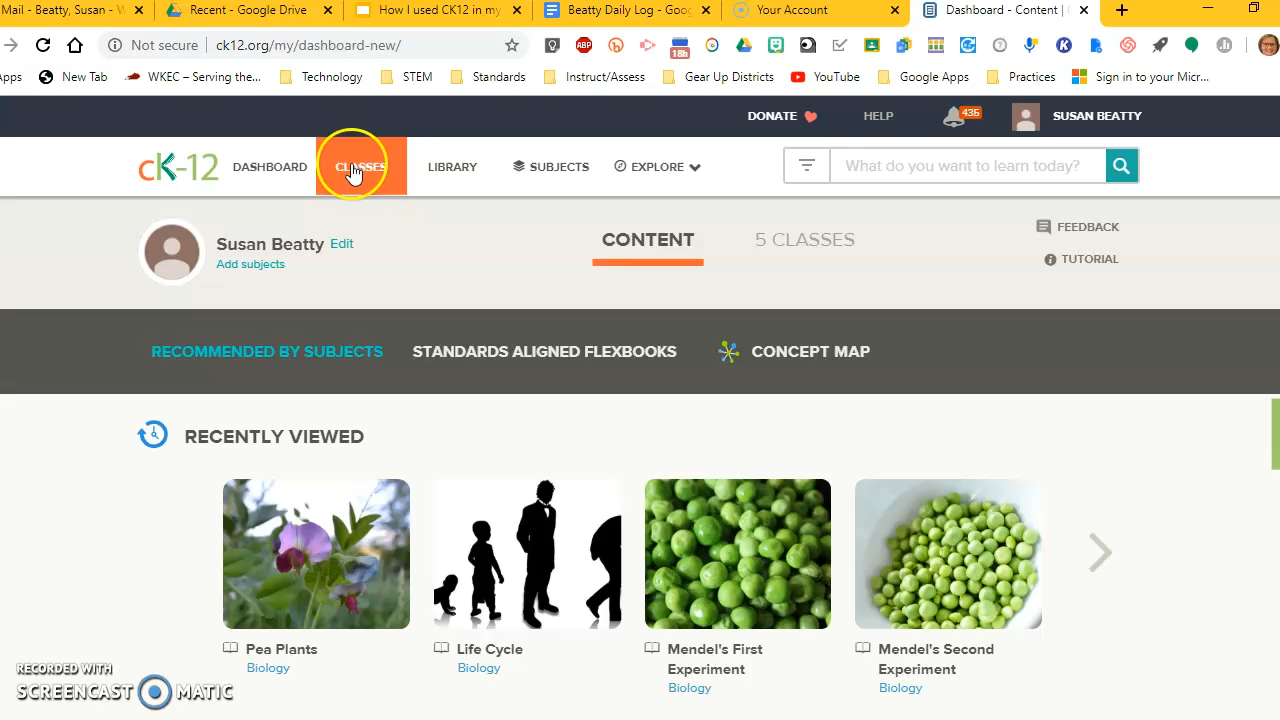 Mail - Beatty, Susan - W Recent - Google Drive How I used CK12 in my Beatty Daily Log - Goog Your Account Dashboard - Content |
Not secure ck12.org/my/dashboard-new/
18h
Apps New Tab WKEC – Serving the... Technology STEM Standards Instruct/Assess Gear Up Districts YouTube Google Apps Practices Sign in to your Micr...
DONATE HELP 436 SUSAN BEATTY
cK-12 DASHBOARD CLASSES LIBRARY SUBJECTS EXPLORE What do you want to learn today?
Susan Beatty Edit
Add subjects
CONTENT 5 CLASSES
FEEDBACK
TUTORIAL
RECOMMENDED BY SUBJECTS STANDARDS ALIGNED FLEXBOOKS CONCEPT MAP
RECENTLY VIEWED
Pea Plants
Biology
Life Cycle
Biology
Mendel's First
Experiment
Biology
Mendel's Second
Experiment
Biology
RECORDED WITH
SCREENCAST MATIC